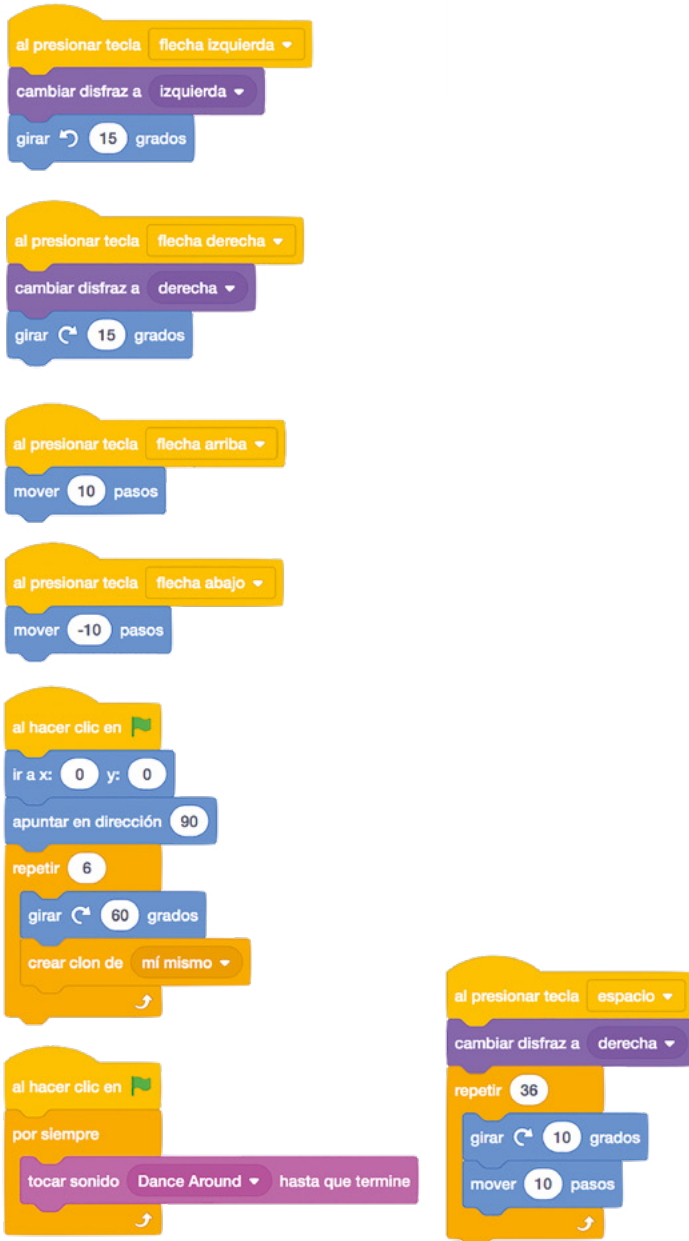 al presionar tecla flecha izquierda
cambiar disfraz a izquierda
girar 15 grados
al presionar tecla flecha derecha
cambiar disfraz a derecha
girar 15 grados
al presionar tecla flecha arriba
mover 10 pasos
al presionar tecla flecha abajo
mover -10 pasos
al hacer clic en
ir a x: 0 y: 0
apuntar en dirección 90
repetir 6
girar 60 grados
crear clon de mí mismo
al hacer clic en
por siempre
tocar sonido Dance Around hasta que termine
al presionar tecla espacio
cambiar disfraz a derecha
repetir 36
girar 10 grados
mover 10 pasos